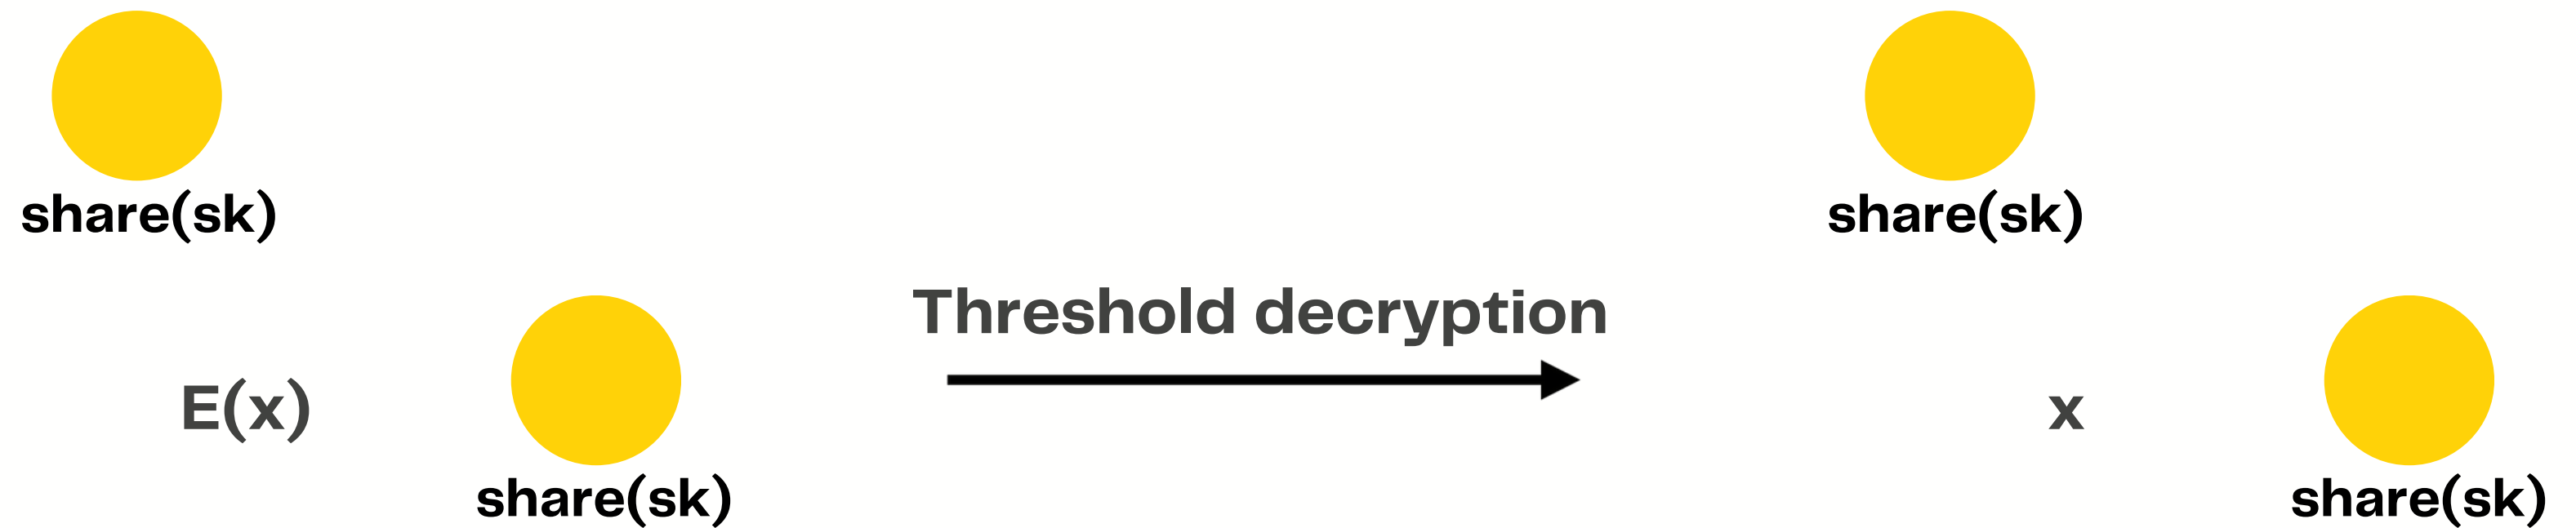 share(sk)
share(sk)
Threshold decryption
E(x)
x
share(sk)
share(sk)